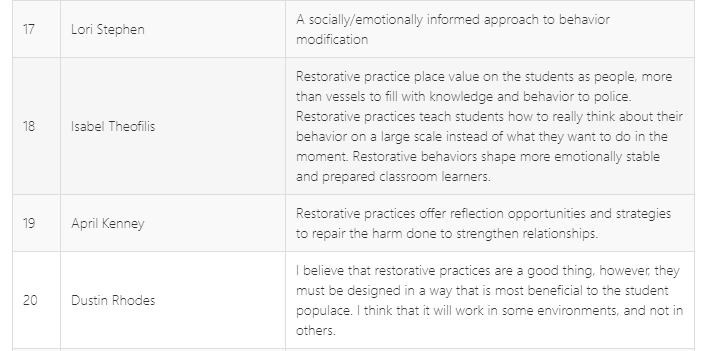 17 Lori Stephen A socially/emotionally informed approach to behavior
modification
Restorative practice place value on the students as people, more
than vessels to fill with knowledge and behavior to police.
Restorative practices teach students how to really think about their
18 Isabel Theofilis behavior on a large scale instead of what they want to do in the
moment. Restorative behaviors shape more emotionally stable
and prepared classroom learners.
19 April Kenney Restorative practices offer reflection opportunities and strategies
to repair the harm done to strengthen relationships.
I believe that restorative practices are a good thing, however, they
20 Dustin Rhodes must be designed in a way that is most beneficial to the student
populace. I think that it will work in some environments, and not in
others.